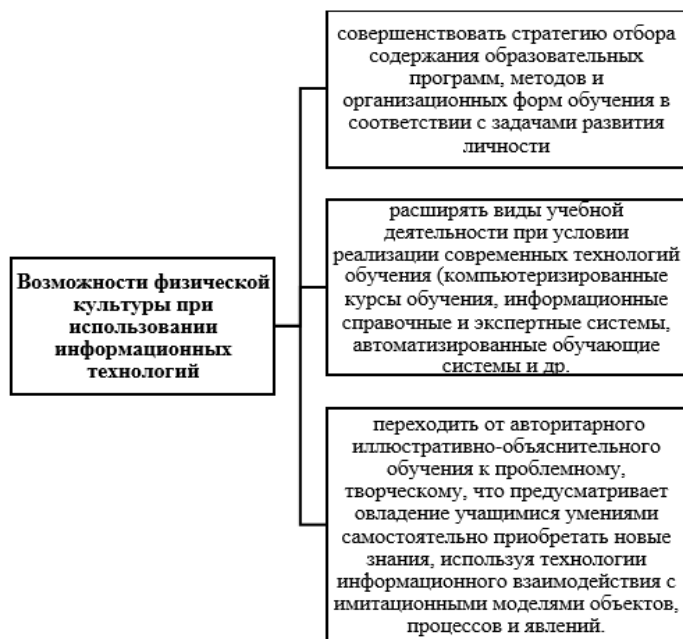 совершенствовать стратегию отбора
содержания образовательных
программ, методов и
организационных форм обучения в
соответствии с задачами развития
личности
Возможности физической
культуры при
использовании
информационных
технологий
расширять виды учебной
деятельности при условии
реализации современных технологий
обучения (компьютеризированные
курсы обучения, информационные
справочные и экспертные системы,
автоматизированные обучающие
системы и др.
переходить от авторитарного
иллюстративно-объяснительного
обучения к проблемному,
творческому, что предусматривает
овладение учащимися умениями
самостоятельно приобретать новые
знания, используя технологии
информационного взаимодействия с
имитационными моделями объектов,
процессов и явлений.